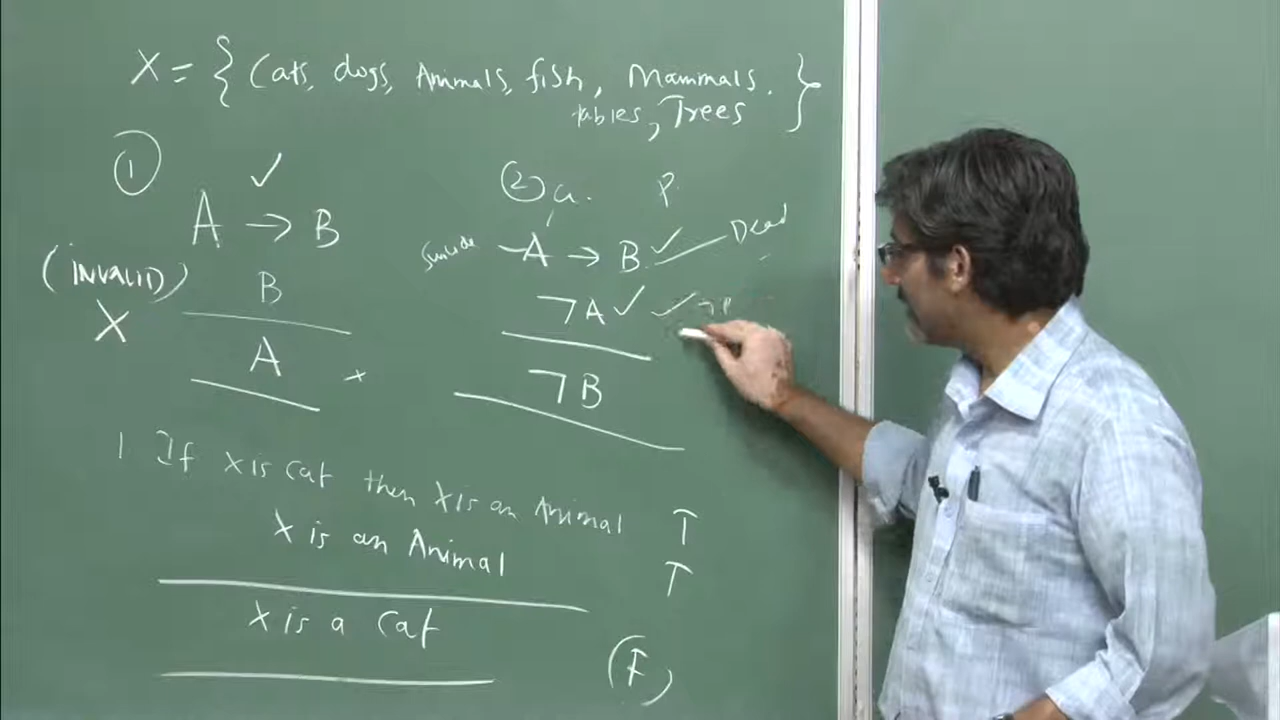 X = { Cats, dogs, Animals, fish, Mammals.
tables, Trees }
① ✓
A → B
(INVALID) B
X
A ×
② a. P.
Suicide A → B ✓ Dead
¬A ✓ ✓
¬B
1 If X is Cat then X is an Animal T
X is an Animal T
X is a Cat (F)